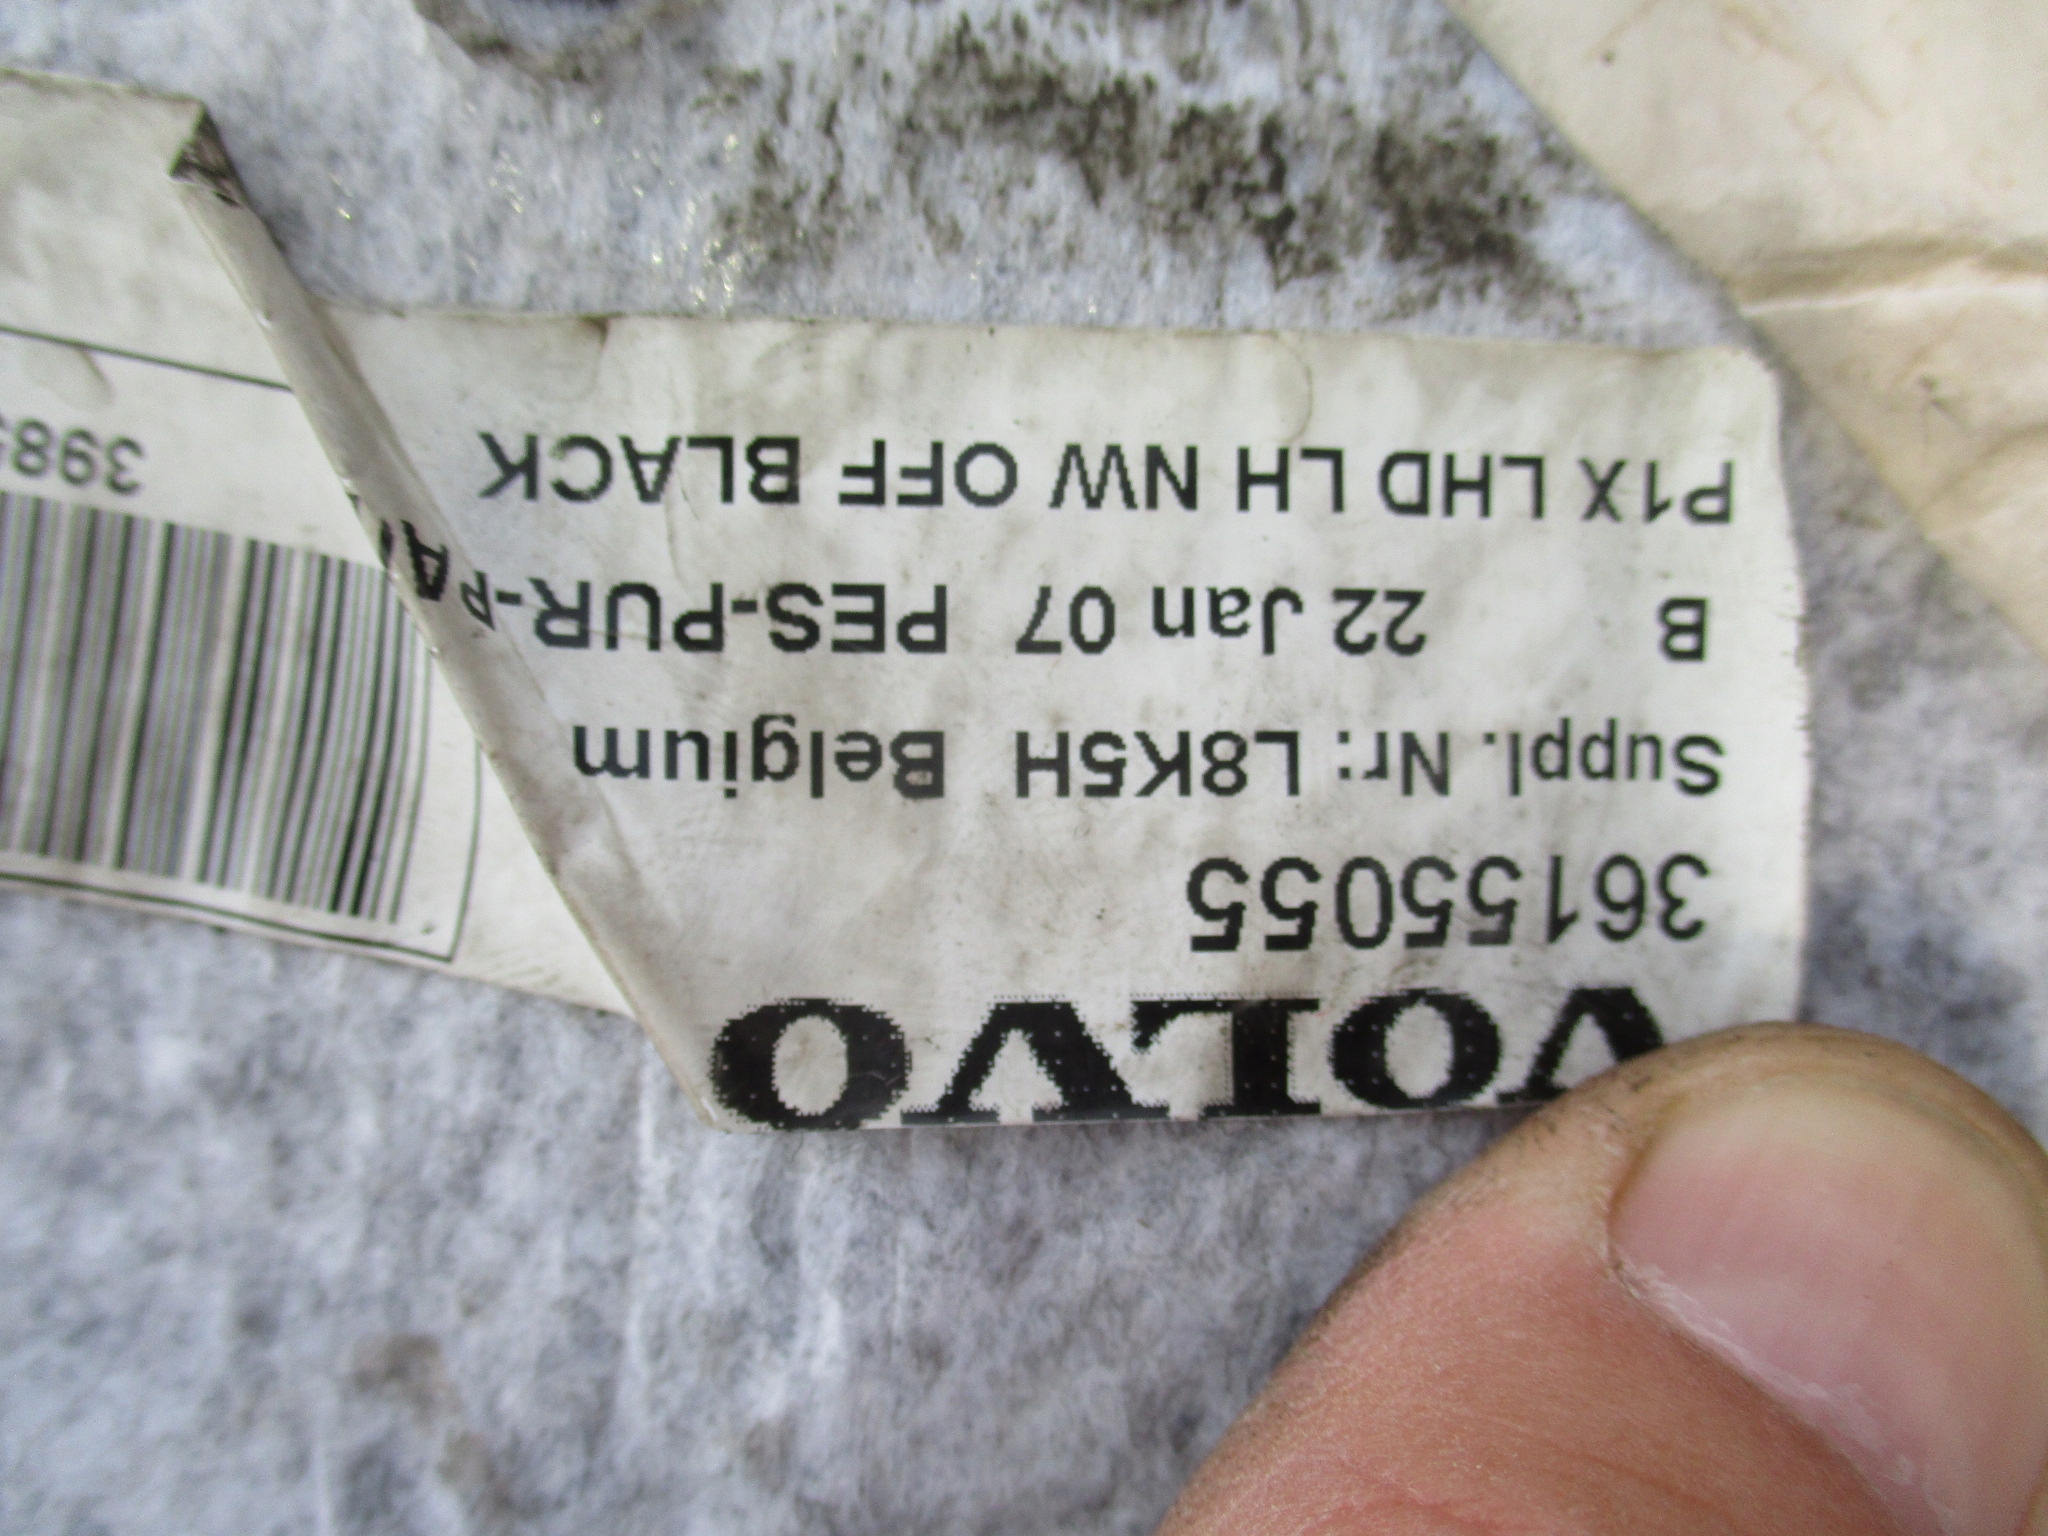 VOLVO
36155055
Suppl. Nr: L8K5H Belgium
B 22 Jan 07 PES-PUR-PA
P1X LHD LH NW OFF BLACK
398